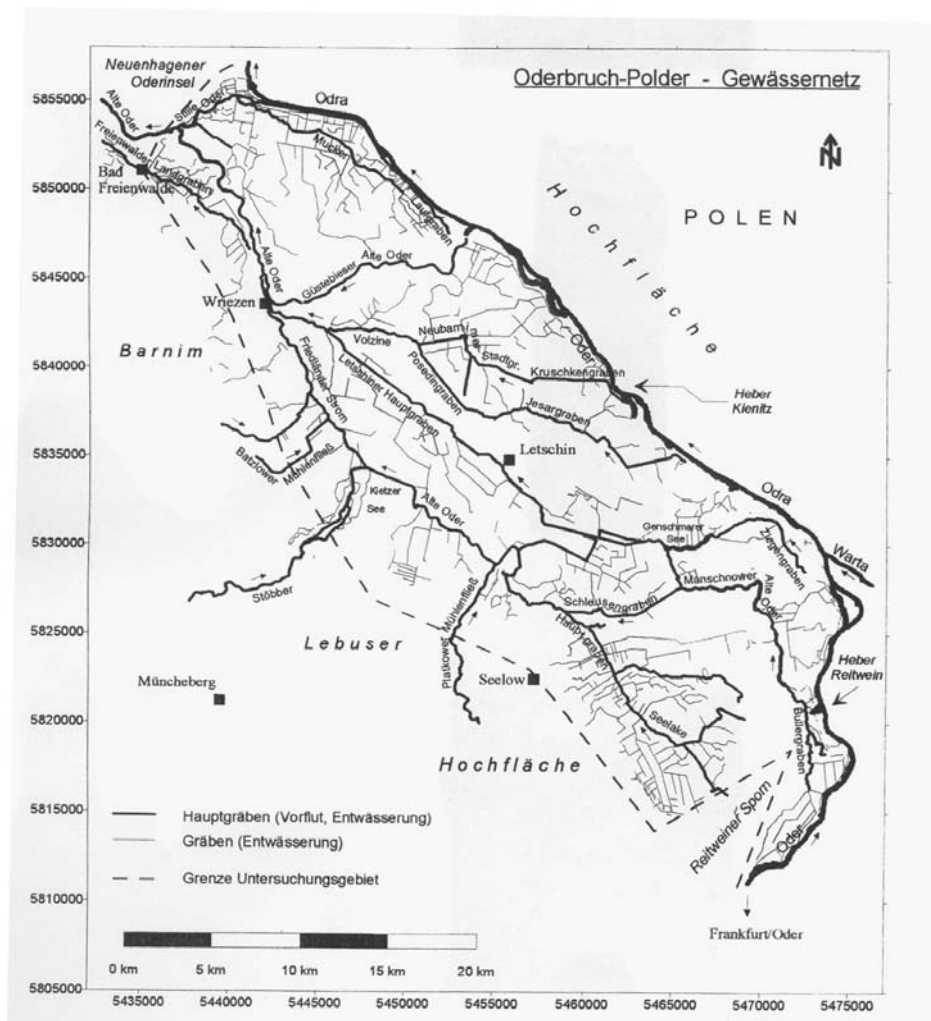 Oderbruch-Polder - Gewässernetz
Neuenhagener
Oderinsel
5855000
Alte Oder
Stille Oder
Odra
Freienwalder Landgraben
Mucker
Laufgraben
Bad
Freienwalde
5850000
N
Hochfläche
POLEN
5845000
Alte Oder
Güstebieser
Alte Oder
Wriezen
Barnim
5840000
Volzine
Neubarnimer
Stadtgr.
Kruschkengraben
Oder
Heber
Kienitz
Friedländer Strom
Letschiner Hauptgraben
Posedingraben
Jesargraben
5835000
Batzlower
Mühlenfließ
Letschin
Kietzer
See
Alte Oder
Odra
5830000
Genschmarer
See
Ziegengraben
Warta
Stöbber
Manschnower
Alte Oder
Schleusengraben
5825000
Lebuser
Platkower Mühlenfließ
Hauptgraben
Heber
Reitwein
Müncheberg
Seelow
5820000
Seelake
Bullergraben
Hochfläche
5815000
Hauptgräben (Vorflut, Entwässerung)
Gräben (Entwässerung)
Grenze Untersuchungsgebiet
Reitweiner Sporn
Oder
5810000
Frankfurt/Oder
0 km
5 km
10 km
15 km
20 km
5805000
5435000
5440000
5445000
5450000
5455000
5460000
5465000
5470000
5475000